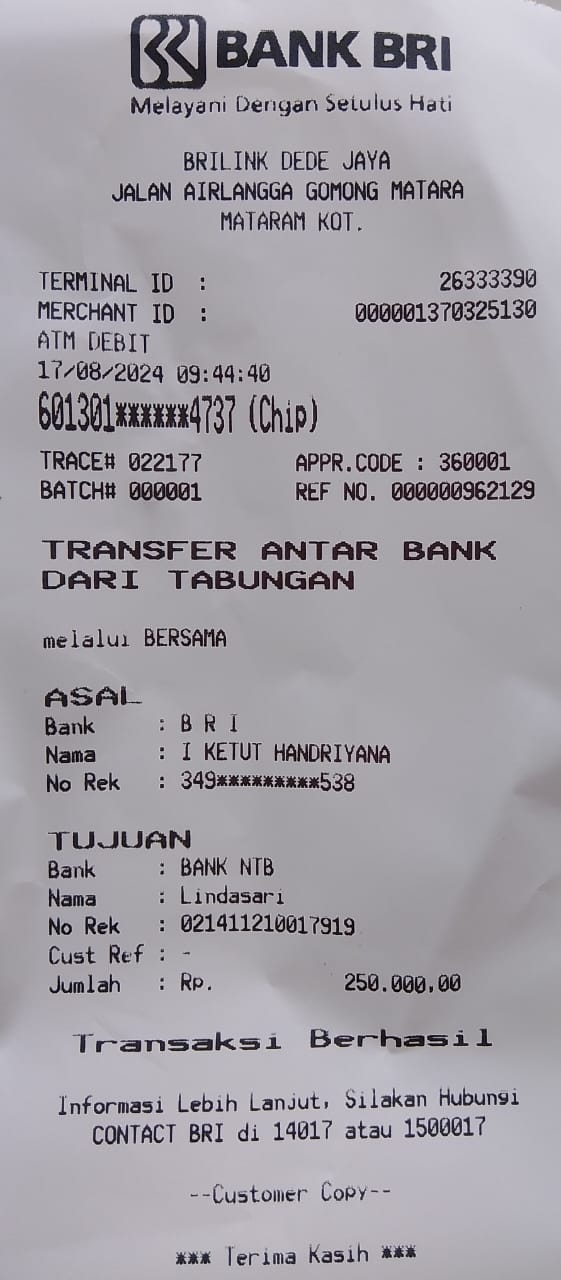 BANK BRI
Melayani Dengan Setulus Hati
BRILINK DEDE JAYA
JALAN AIRLANGGA GOMONG MATARA
MATARAM KOT.
TERMINAL ID : 26333390
MERCHANT ID : 000001370325130
ATM DEBIT
17/08/2024 09:44:40
601301******4737 (Chip)
TRACE# 022177 APPR.CODE : 360001
BATCH# 000001 REF NO. 000000962129
TRANSFER ANTAR BANK
DARI TABUNGAN
melalui BERSAMA
ASAL
Bank : B R I
Nama : I KETUT HANDRIYANA
No Rek : 349*********538
TUJUAN
Bank : BANK NTB
Nama : Lindasari
No Rek : 021411210017919
Cust Ref : -
Jumlah : Rp. 250.000,00
Transaksi Berhasil
Informasi Lebih Lanjut, Silakan Hubungi
CONTACT BRI di 14017 atau 1500017
--Customer Copy--
*** Terima Kasih ***